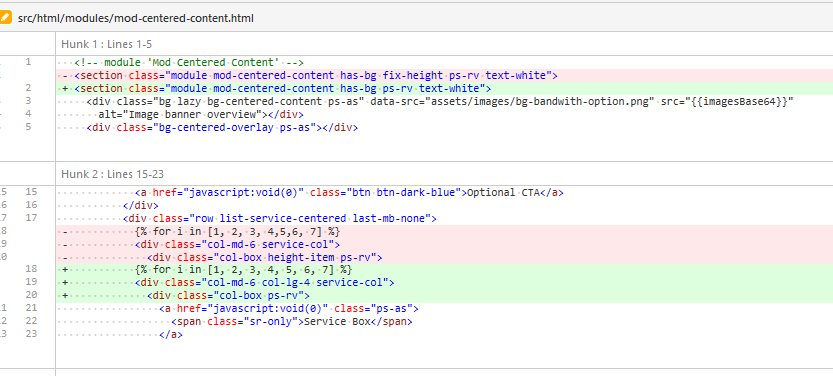 src/html/modules/mod-centered-content.html
Hunk 1 : Lines 1-5
1 <!-- module 'Mod Centered Content' -->
- <section class="module mod-centered-content has-bg fix-height ps-rv text-white">
2 + <section class="module mod-centered-content has-bg ps-rv text-white">
3 <div class="bg lazy bg-centered-content ps-as" data-src="assets/images/bg-bandwith-option.png" src="{{imagesBase64}}"
4 alt="Image banner overview"></div>
5 <div class="bg-centered-overlay ps-as"></div>
Hunk 2 : Lines 15-23
5 15 <a href="javascript:void(0)" class="btn btn-dark-blue">Optional CTA</a>
6 16 </div>
7 17 <div class="row list-service-centered last-mb-none">
8 - {% for i in [1, 2, 3, 4,5,6, 7] %}
9 - <div class="col-md-6 service-col">
0 - <div class="col-box height-item ps-rv">
18 + {% for i in [1, 2, 3, 4, 5, 6, 7] %}
19 + <div class="col-md-6 col-lg-4 service-col">
20 + <div class="col-box ps-rv">
1 21 <a href="javascript:void(0)" class="ps-as">
2 22 <span class="sr-only">Service Box</span>
3 23 </a>